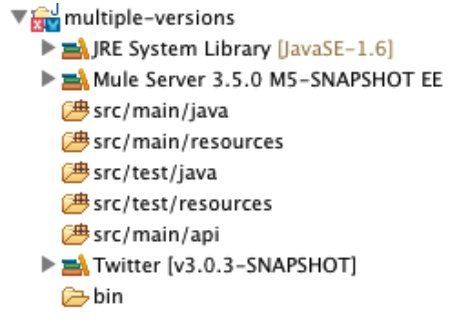 multiple-versions
JRE System Library [JavaSE-1.6]
Mule Server 3.5.0 M5-SNAPSHOT EE
src/main/java
src/main/resources
src/test/java
src/test/resources
src/main/api
Twitter [v3.0.3-SNAPSHOT]
bin